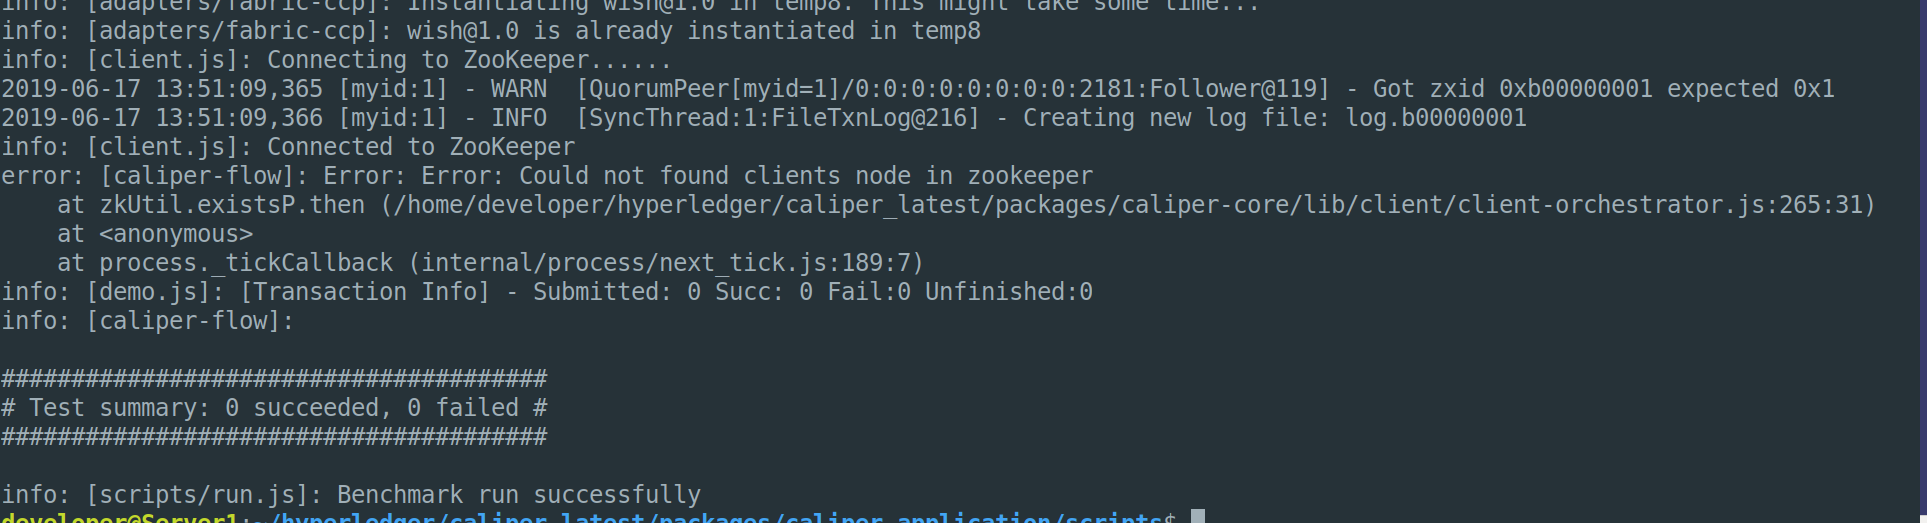 info: [adapters/fabric-ccp]: Instantiating wish@1.0 in temp8. This might take some time...
info: [adapters/fabric-ccp]: wish@1.0 is already instantiated in temp8
info: [client.js]: Connecting to ZooKeeper......
2019-06-17 13:51:09,365 [myid:1] - WARN  [QuorumPeer[myid=1]/0:0:0:0:0:0:0:0:2181:Follower@119] - Got zxid 0xb00000001 expected 0x1
2019-06-17 13:51:09,366 [myid:1] - INFO  [SyncThread:1:FileTxnLog@216] - Creating new log file: log.b00000001
info: [client.js]: Connected to ZooKeeper
error: [caliper-flow]: Error: Error: Could not found clients node in zookeeper
    at zkUtil.existsP.then (/home/developer/hyperledger/caliper_latest/packages/caliper-core/lib/client/client-orchestrator.js:265:31)
    at <anonymous>
    at process._tickCallback (internal/process/next_tick.js:189:7)
info: [demo.js]: [Transaction Info] - Submitted: 0 Succ: 0 Fail:0 Unfinished:0
info: [caliper-flow]:
#######################################
# Test summary: 0 succeeded, 0 failed #
#######################################
info: [scripts/run.js]: Benchmark run successfully
developer@Server1:~/hyperledger/caliper_latest/packages/caliper-application/scripts$